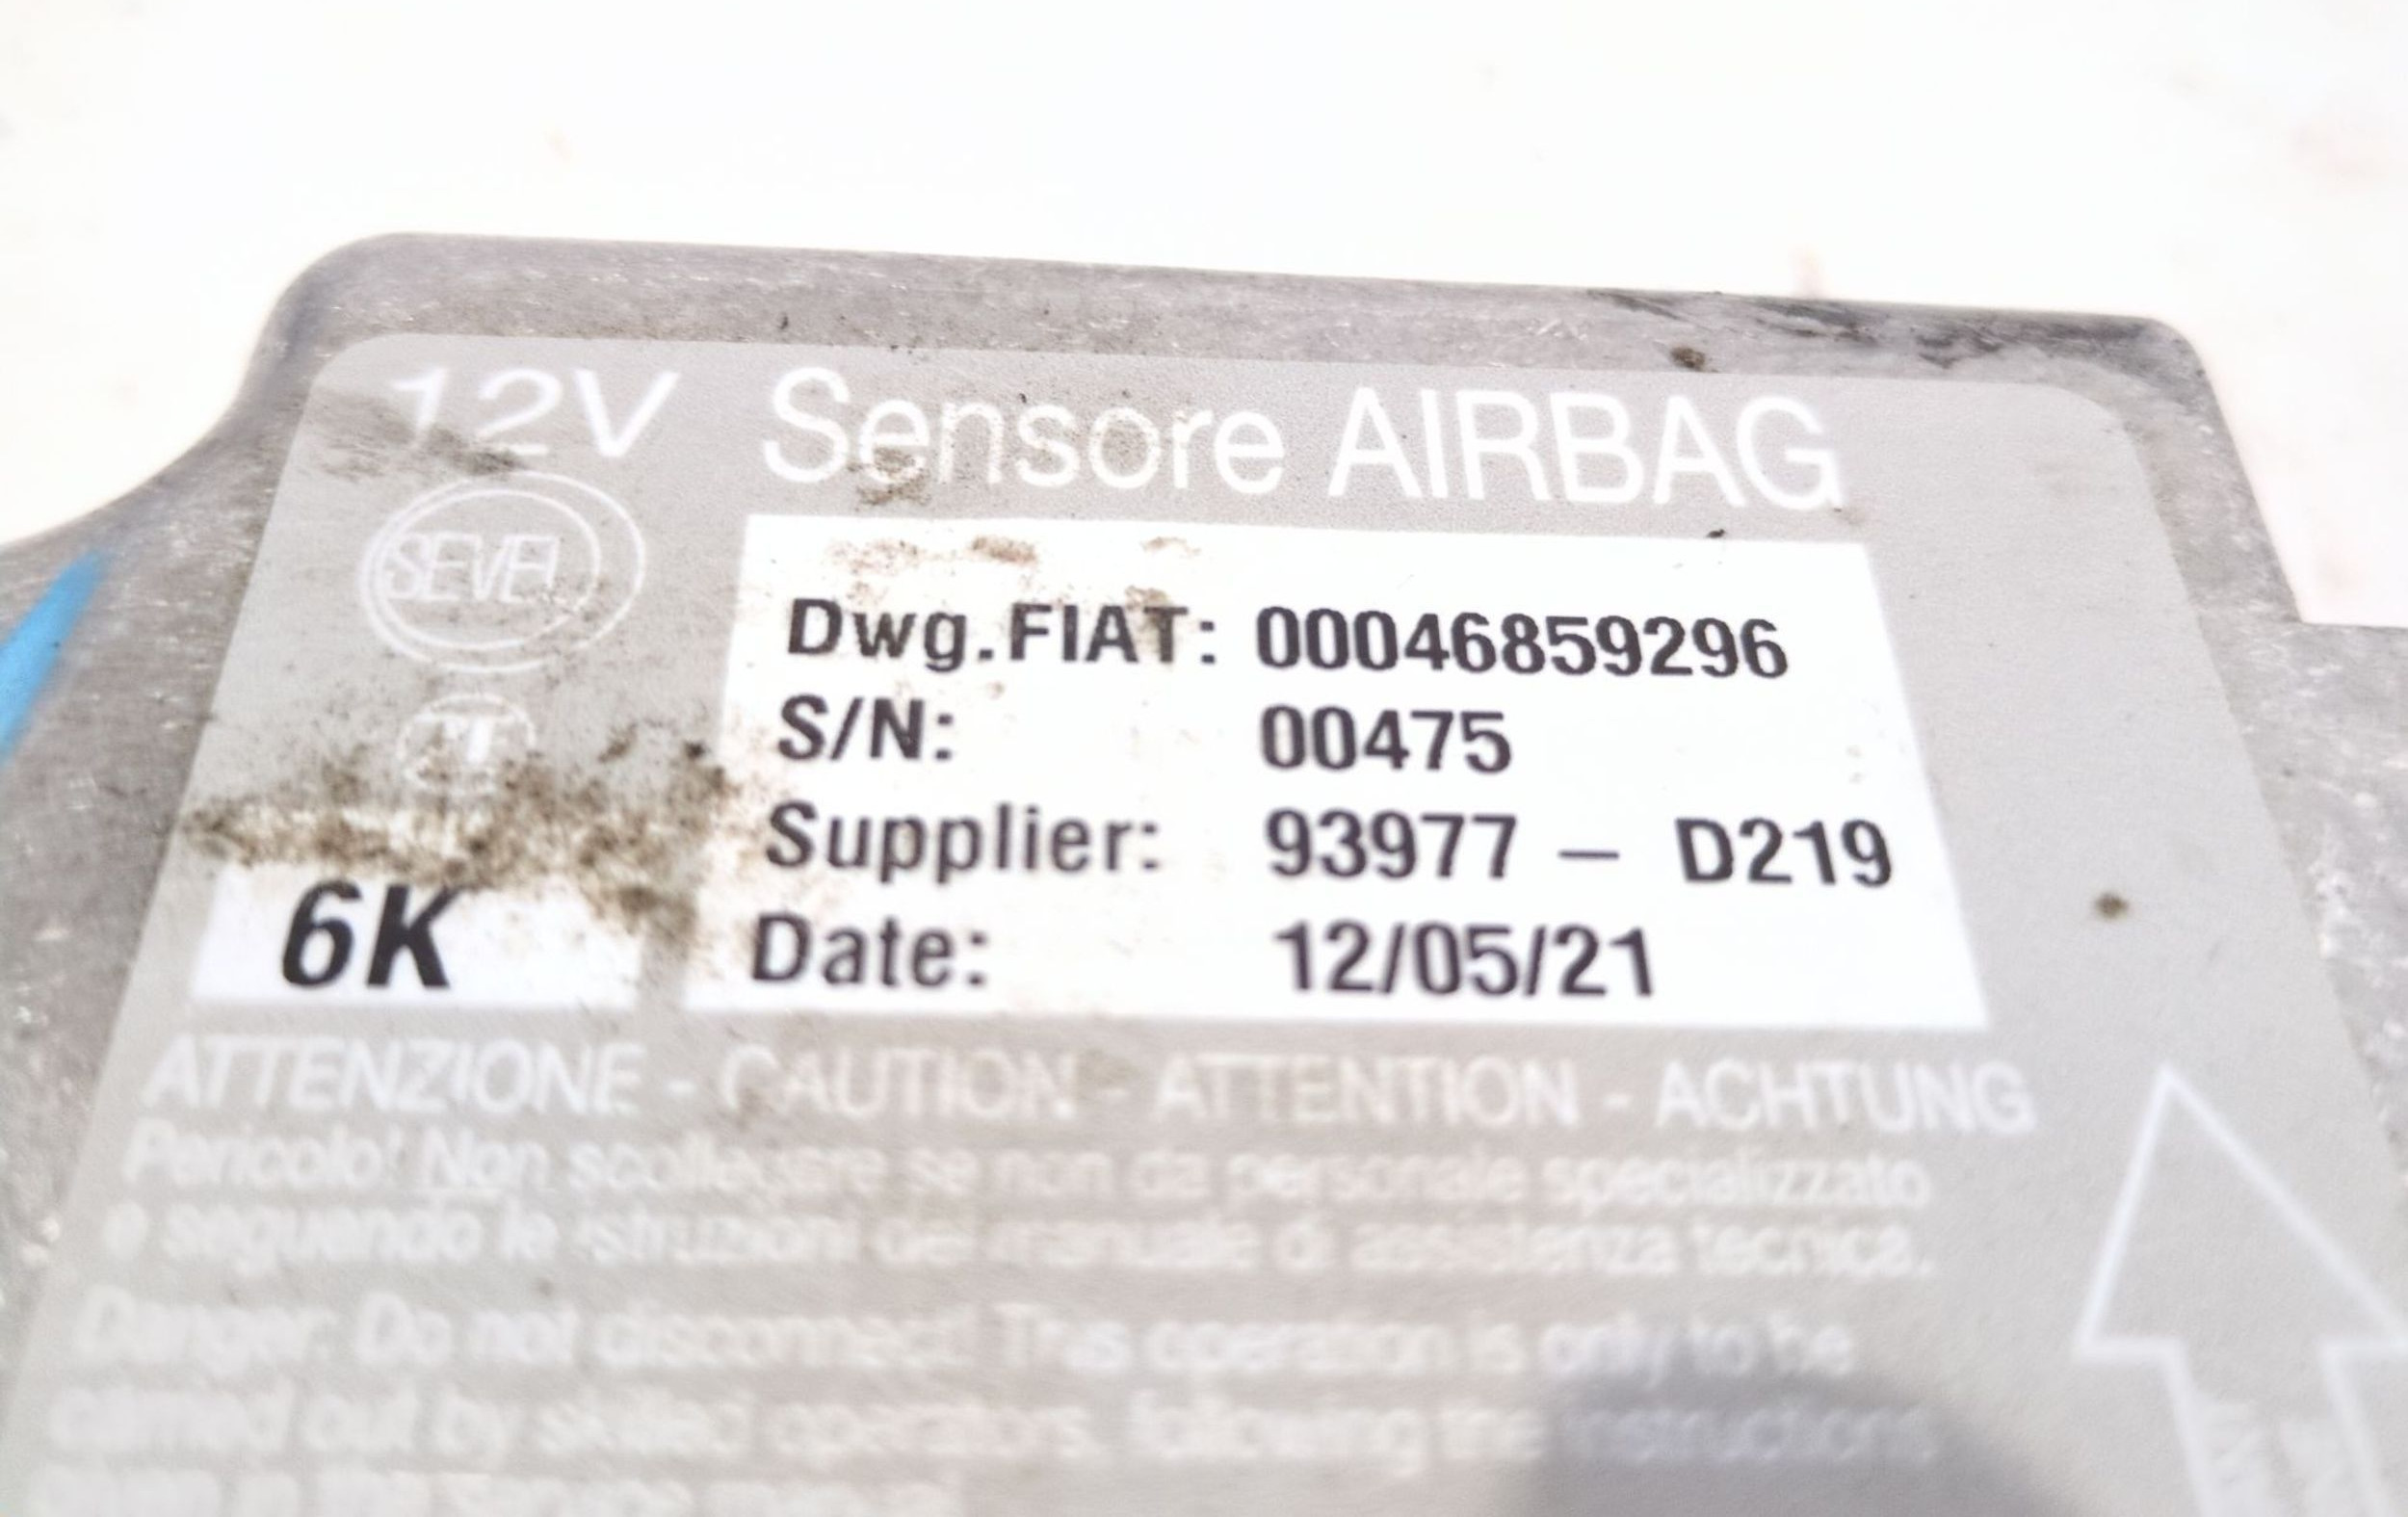 12V Sensore AIRBAG
SEVEL
Dwg.FIAT: 00046859296
S/N: 00475
Supplier: 93977 - D219
6K
Date: 12/05/21
ATTENZIONE - CAUTION - ATTENTION - ACHTUNG
Pericolo! Non scollegare se non da personale specializzato
e seguendo le istruzioni del manuale di assistenza tecnica.
Danger: Do not disconnect! This operation is only to be
carried out by skilled operators, following the instructions